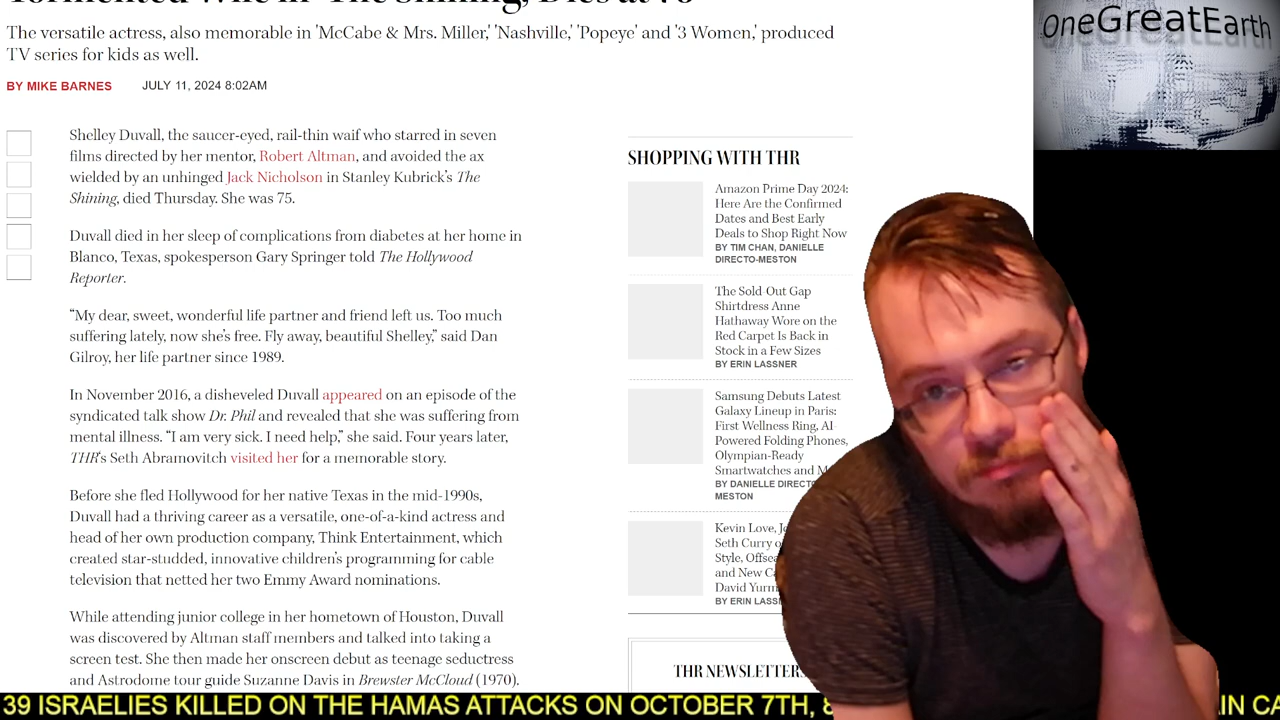 The versatile actress, also memorable in 'McCabe & Mrs. Miller,' 'Nashville,' 'Popeye' and '3 Women,' produced
TV series for kids as well.
BY MIKE BARNES JULY 11, 2024 8:02AM
Shelley Duvall, the saucer-eyed, rail-thin waif who starred in seven
films directed by her mentor, Robert Altman, and avoided the ax
wielded by an unhinged Jack Nicholson in Stanley Kubrick's The
Shining, died Thursday. She was 75.
Duvall died in her sleep of complications from diabetes at her home in
Blanco, Texas, spokesperson Gary Springer told The Hollywood
Reporter.
“My dear, sweet, wonderful life partner and friend left us. Too much
suffering lately, now she's free. Fly away, beautiful Shelley,” said Dan
Gilroy, her life partner since 1989.
In November 2016, a disheveled Duvall appeared on an episode of the
syndicated talk show Dr. Phil and revealed that she was suffering from
mental illness. “I am very sick. I need help,” she said. Four years later,
THR's Seth Abramovitch visited her for a memorable story.
Before she fled Hollywood for her native Texas in the mid-1990s,
Duvall had a thriving career as a versatile, one-of-a-kind actress and
head of her own production company, Think Entertainment, which
created star-studded, innovative children's programming for cable
television that netted her two Emmy Award nominations.
While attending junior college in her hometown of Houston, Duvall
was discovered by Altman staff members and talked into taking a
screen test. She then made her onscreen debut as teenage seductress
and Astrodome tour guide Suzanne Davis in Brewster McCloud (1970).
SHOPPING WITH THR
Amazon Prime Day 2024:
Here Are the Confirmed
Dates and Best Early
Deals to Shop Right Now
BY TIM CHAN, DANIELLE
DIRECTO-MESTON
The Sold-Out Gap
Shirtdress Anne
Hathaway Wore on the
Red Carpet Is Back in
Stock in a Few Sizes
BY ERIN LASSNER
Samsung Debuts Latest
Galaxy Lineup in Paris:
First Wellness Ring, AI-
Powered Folding Phones,
Olympian-Ready
Smartwatches and
BY DANIELLE
MESTON
Kevin Love,
Seth Curry
Style,
and New
David
BY ERIN
THR NEWSLETTERS
OneGreatEarth
39 ISRAELIES KILLED ON THE HAMAS ATTACKS ON OCTOBER 7TH,